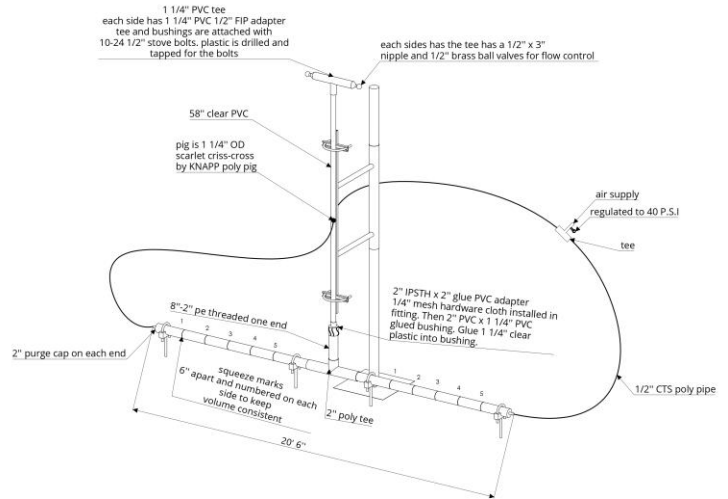 1 1/4" PVC tee
each side has 1 1/4" PVC 1/2" FIP adapter
tee and bushings are attached with
10-24 1/2" stove bolts. plastic is drilled and
tapped for the bolts
each sides has the tee has a 1/2" x 3"
nipple and 1/2" brass ball valves for flow control
58" clear PVC
pig is 1 1/4" OD
scarlet criss-cross
by KNAPP poly pig
air supply
regulated to 40 P.S.I
tee
2" IPSTH x 2" glue PVC adapter
1/4" mesh hardware cloth installed in
fitting. Then 2" PVC x 1 1/4" PVC
glued bushing. Glue 1 1/4" clear
plastic into bushing.
8"-2" pe threaded one end
1 2 3 4 5
2" purge cap on each end
squeeze marks
6" apart and numbered on each
side to keep
volume consistent
2" poly tee
1 2 3 4 5
1/2" CTS poly pipe
20' 6"